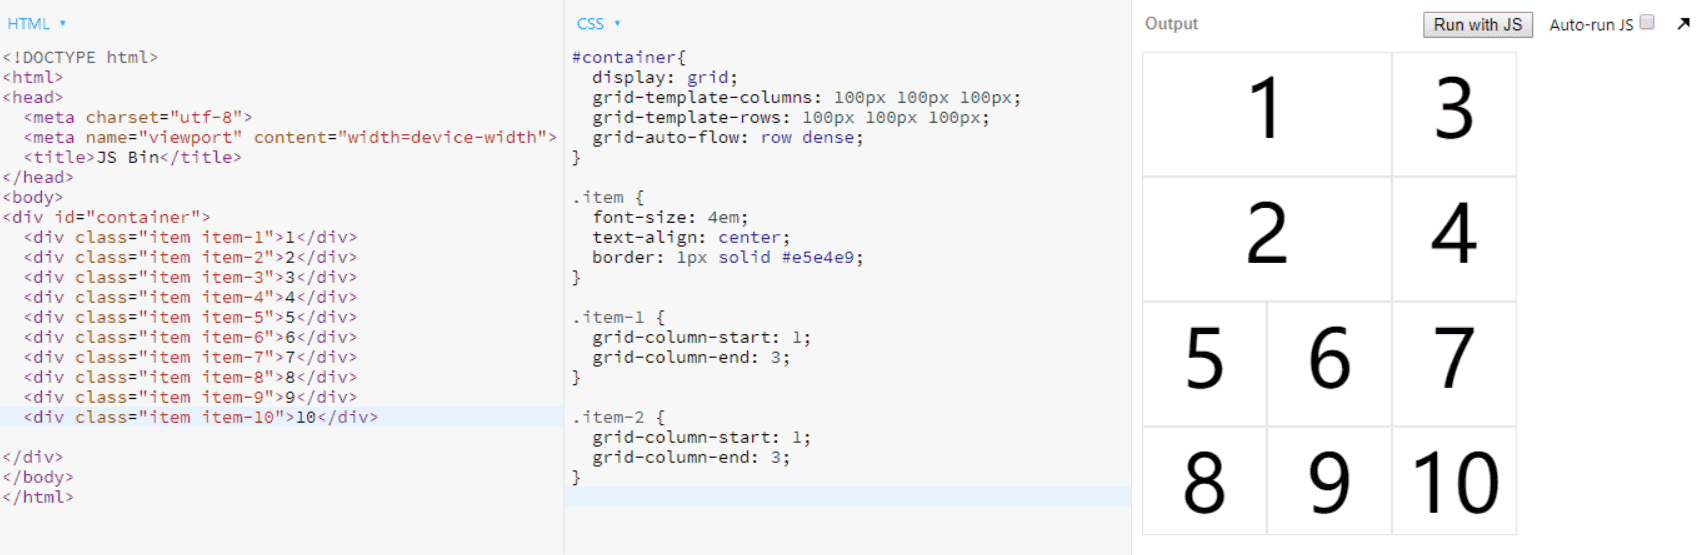 HTML ▾
<!DOCTYPE html>
<html>
<head>
  <meta charset="utf-8">
  <meta name="viewport" content="width=device-width">
  <title>JS Bin</title>
</head>
<body>
<div id="container">
  <div class="item item-1">1</div>
  <div class="item item-2">2</div>
  <div class="item item-3">3</div>
  <div class="item item-4">4</div>
  <div class="item item-5">5</div>
  <div class="item item-6">6</div>
  <div class="item item-7">7</div>
  <div class="item item-8">8</div>
  <div class="item item-9">9</div>
  <div class="item item-10">10</div>
</div>
</body>
</html>
CSS ▾
#container{
  display: grid;
  grid-template-columns: 100px 100px 100px;
  grid-template-rows: 100px 100px 100px;
  grid-auto-flow: row dense;
}
.item {
  font-size: 4em;
  text-align: center;
  border: 1px solid #e5e4e9;
}
.item-1 {
  grid-column-start: 1;
  grid-column-end: 3;
}
.item-2 {
  grid-column-start: 1;
  grid-column-end: 3;
}
Output Run with JS Auto-run JS
1 3
2 4
5 6 7
8 9 10